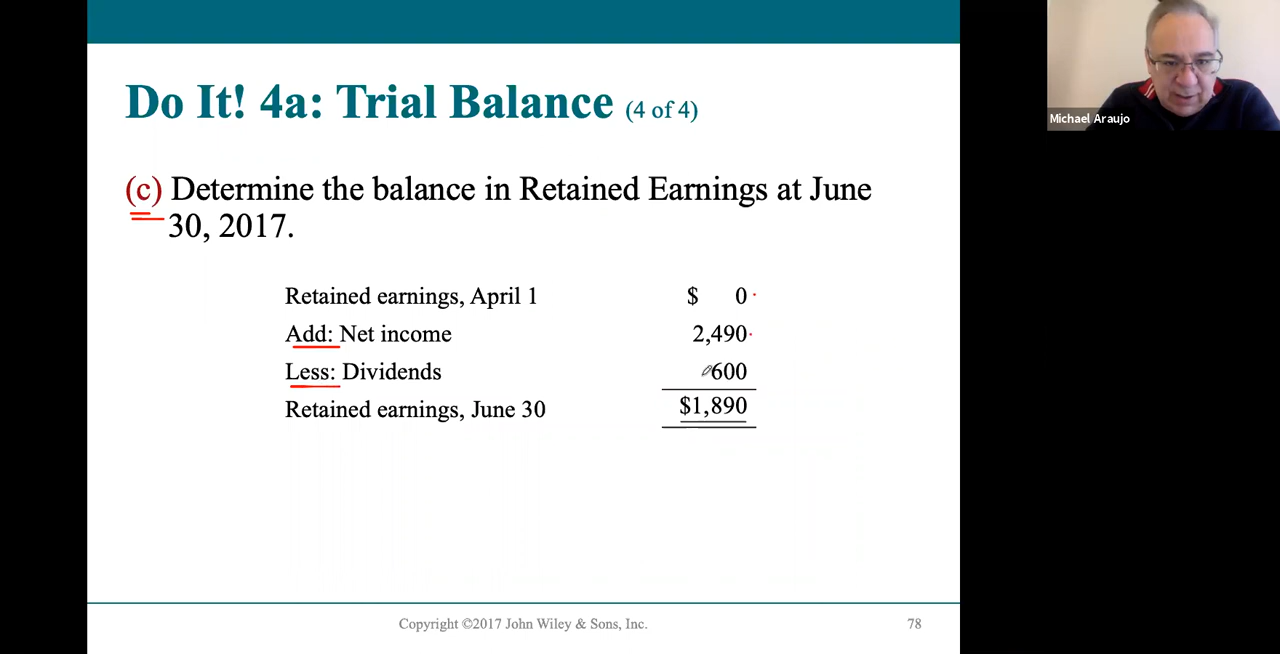 Do It! 4a: Trial Balance (4 of 4)
Michael Araujo
(c) Determine the balance in Retained Earnings at June
30, 2017.
Retained earnings, April 1 $ 0
Add: Net income 2,490
Less: Dividends 600
Retained earnings, June 30 $1,890
Copyright ©2017 John Wiley & Sons, Inc. 78